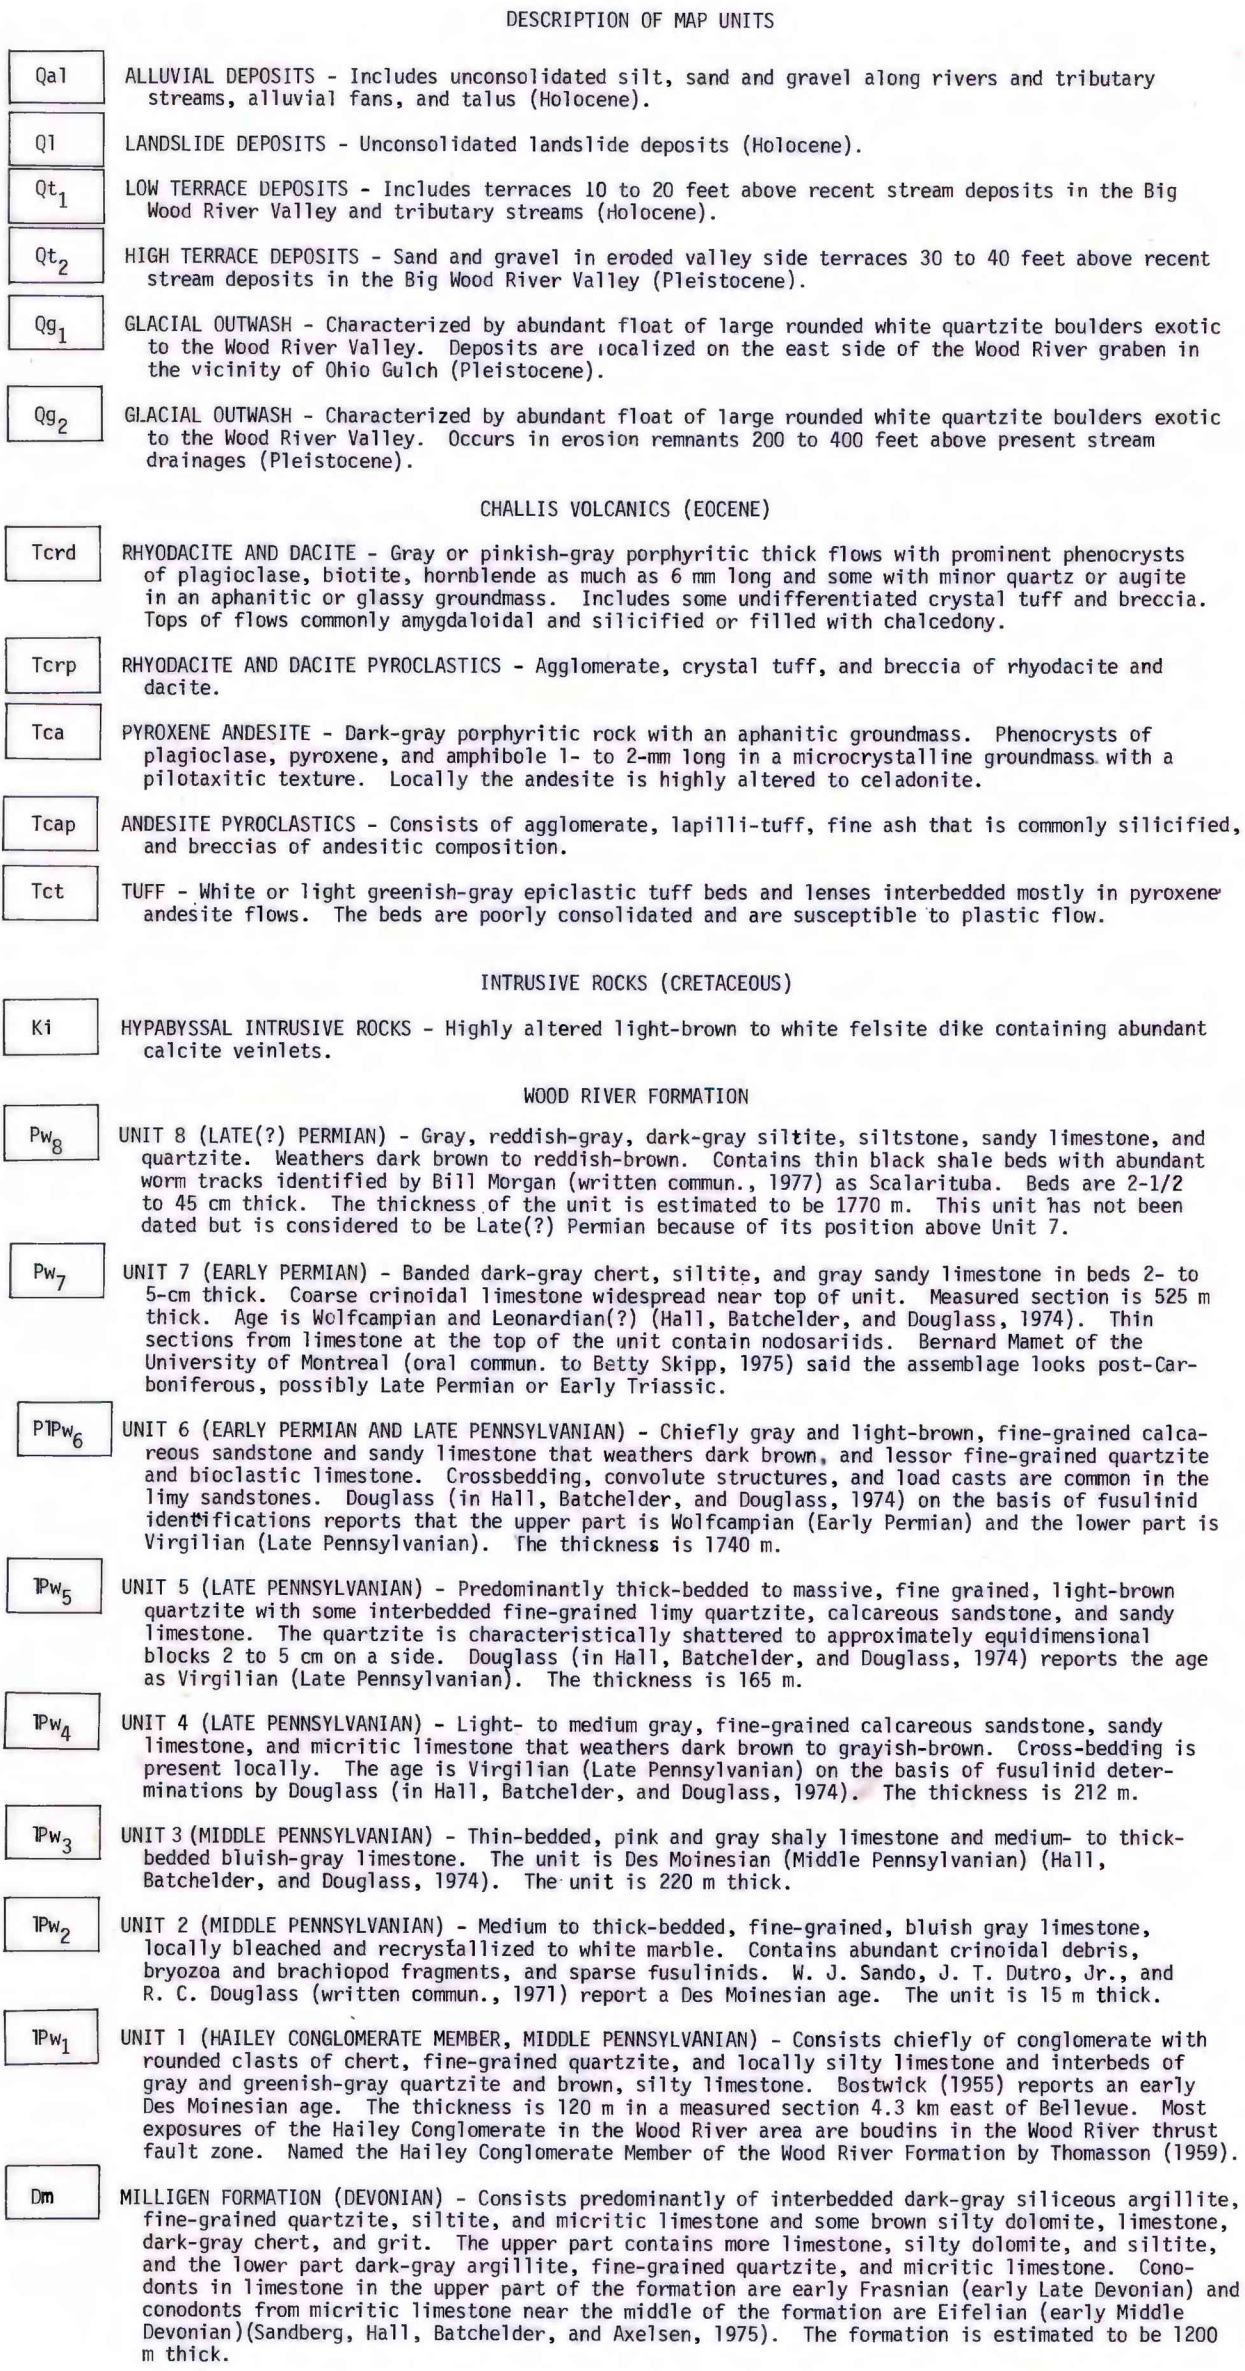 DESCRIPTION OF MAP UNITS
Qal
ALLUVIAL DEPOSITS - Includes unconsolidated silt, sand and gravel along rivers and tributary
streams, alluvial fans, and talus (Holocene).
Ql
LANDSLIDE DEPOSITS - Unconsolidated landslide deposits (Holocene).
Qt1
LOW TERRACE DEPOSITS - Includes terraces 10 to 20 feet above recent stream deposits in the Big
Wood River Valley and tributary streams (Holocene).
Qt2
HIGH TERRACE DEPOSITS - Sand and gravel in eroded valley side terraces 30 to 40 feet above recent
stream deposits in the Big Wood River Valley (Pleistocene).
Qg1
GLACIAL OUTWASH - Characterized by abundant float of large rounded white quartzite boulders exotic
to the Wood River Valley. Deposits are localized on the east side of the Wood River graben in
the vicinity of Ohio Gulch (Pleistocene).
Qg2
GLACIAL OUTWASH - Characterized by abundant float of large rounded white quartzite boulders exotic
to the Wood River Valley. Occurs in erosion remnants 200 to 400 feet above present stream
drainages (Pleistocene).
CHALLIS VOLCANICS (EOCENE)
Tcrd
RHYODACITE AND DACITE - Gray or pinkish-gray porphyritic thick flows with prominent phenocrysts
of plagioclase, biotite, hornblende as much as 6 mm long and some with minor quartz or augite
in an aphanitic or glassy groundmass. Includes some undifferentiated crystal tuff and breccia.
Tops of flows commonly amygdaloidal and silicified or filled with chalcedony.
Tcrp
RHYODACITE AND DACITE PYROCLASTICS - Agglomerate, crystal tuff, and breccia of rhyodacite and
dacite.
Tca
PYROXENE ANDESITE - Dark-gray porphyritic rock with an aphanitic groundmass. Phenocrysts of
plagioclase, pyroxene, and amphibole 1- to 2-mm long in a microcrystalline groundmass with a
pilotaxitic texture. Locally the andesite is highly altered to celadonite.
Tcap
ANDESITE PYROCLASTICS - Consists of agglomerate, lapilli-tuff, fine ash that is commonly silicified,
and breccias of andesitic composition.
Tct
TUFF - White or light greenish-gray epiclastic tuff beds and lenses interbedded mostly in pyroxene
andesite flows. The beds are poorly consolidated and are susceptible to plastic flow.
INTRUSIVE ROCKS (CRETACEOUS)
Ki
HYPABYSSAL INTRUSIVE ROCKS - Highly altered light-brown to white felsite dike containing abundant
calcite veinlets.
WOOD RIVER FORMATION
Pw8
UNIT 8 (LATE(?) PERMIAN) - Gray, reddish-gray, dark-gray siltite, siltstone, sandy limestone, and
quartzite. Weathers dark brown to reddish-brown. Contains thin black shale beds with abundant
worm tracks identified by Bill Morgan (written commun., 1977) as Scalarituba. Beds are 2-1/2
to 45 cm thick. The thickness of the unit is estimated to be 1770 m. This unit has not been
dated but is considered to be Late(?) Permian because of its position above Unit 7.
Pw7
UNIT 7 (EARLY PERMIAN) - Banded dark-gray chert, siltite, and gray sandy limestone in beds 2- to
5-cm thick. Coarse crinoidal limestone widespread near top of unit. Measured section is 525 m
thick. Age is Wolfcampian and Leonardian(?) (Hall, Batchelder, and Douglass, 1974). Thin
sections from limestone at the top of the unit contain nodosariids. Bernard Mamet of the
University of Montreal (oral commun. to Betty Skipp, 1975) said the assemblage looks post-Car-
boniferous, possibly Late Permian or Early Triassic.
PIPw6
UNIT 6 (EARLY PERMIAN AND LATE PENNSYLVANIAN) - Chiefly gray and light-brown, fine-grained calca-
reous sandstone and sandy limestone that weathers dark brown, and lessor fine-grained quartzite
and bioclastic limestone. Crossbedding, convolute structures, and load casts are common in the
limy sandstones. Douglass (in Hall, Batchelder, and Douglass, 1974) on the basis of fusulinid
identifications reports that the upper part is Wolfcampian (Early Permian) and the lower part is
Virgilian (Late Pennsylvanian). The thickness is 1740 m.
IPw5
UNIT 5 (LATE PENNSYLVANIAN) - Predominantly thick-bedded to massive, fine grained, light-brown
quartzite with some interbedded fine-grained limy quartzite, calcareous sandstone, and sandy
limestone. The quartzite is characteristically shattered to approximately equidimensional
blocks 2 to 5 cm on a side. Douglass (in Hall, Batchelder, and Douglass, 1974) reports the age
as Virgilian (Late Pennsylvanian). The thickness is 165 m.
IPw4
UNIT 4 (LATE PENNSYLVANIAN) - Light- to medium gray, fine-grained calcareous sandstone, sandy
limestone, and micritic limestone that weathers dark brown to grayish-brown. Cross-bedding is
present locally. The age is Virgilian (Late Pennsylvanian) on the basis of fusulinid deter-
minations by Douglass (in Hall, Batchelder, and Douglass, 1974). The thickness is 212 m.
IPw3
UNIT 3 (MIDDLE PENNSYLVANIAN) - Thin-bedded, pink and gray shaly limestone and medium- to thick-
bedded bluish-gray limestone. The unit is Des Moinesian (Middle Pennsylvanian) (Hall,
Batchelder, and Douglass, 1974). The unit is 220 m thick.
IPw2
UNIT 2 (MIDDLE PENNSYLVANIAN) - Medium to thick-bedded, fine-grained, bluish gray limestone,
locally bleached and recrystallized to white marble. Contains abundant crinoidal debris,
bryozoa and brachiopod fragments, and sparse fusulinids. W. J. Sando, J. T. Dutro, Jr., and
R. C. Douglass (written commun., 1971) report a Des Moinesian age. The unit is 15 m thick.
IPw1
UNIT 1 (HAILEY CONGLOMERATE MEMBER, MIDDLE PENNSYLVANIAN) - Consists chiefly of conglomerate with
rounded clasts of chert, fine-grained quartzite, and locally silty limestone and interbeds of
gray and greenish-gray quartzite and brown, silty limestone. Bostwick (1955) reports an early
Des Moinesian age. The thickness is 120 m in a measured section 4.3 km east of Bellevue. Most
exposures of the Hailey Conglomerate in the Wood River area are boudins in the Wood River thrust
fault zone. Named the Hailey Conglomerate Member of the Wood River Formation by Thomasson (1959).
Dm
MILLIGEN FORMATION (DEVONIAN) - Consists predominantly of interbedded dark-gray siliceous argillite,
fine-grained quartzite, siltite, and micritic limestone and some brown silty dolomite, limestone,
dark-gray chert, and grit. The upper part contains more limestone, silty dolomite, and siltite,
and the lower part dark-gray argillite, fine-grained quartzite, and micritic limestone. Cono-
donts in limestone in the upper part of the formation are early Frasnian (early Late Devonian) and
conodonts from micritic limestone near the middle of the formation are Eifelian (early Middle
Devonian)(Sandberg, Hall, Batchelder, and Axelsen, 1975). The formation is estimated to be 1200
m thick.